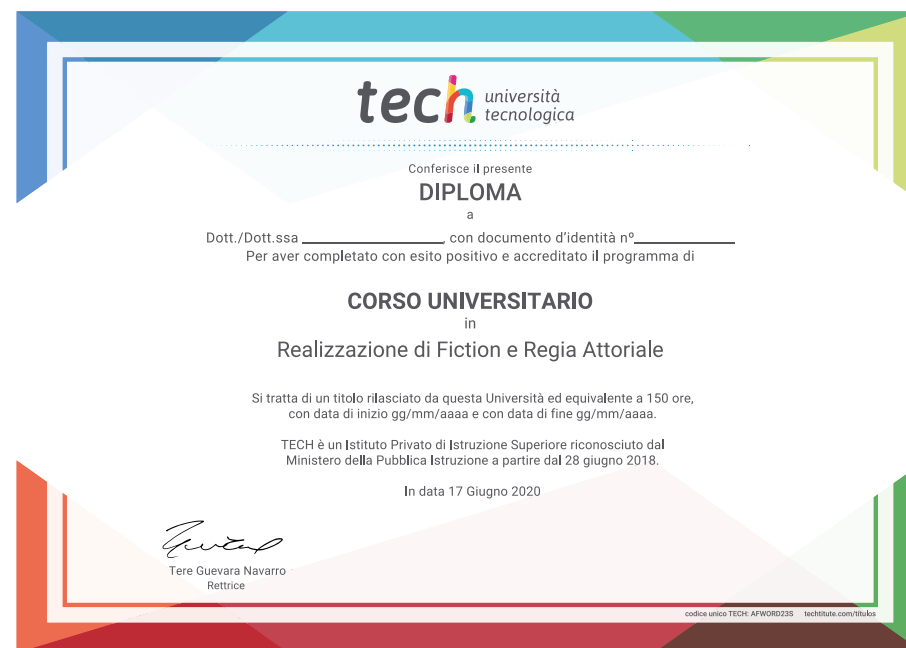 tech università
tecnologica
Conferisce il presente
DIPLOMA
a
Dott./Dott.ssa ____________________, con documento d'identità nº______________
Per aver completato con esito positivo e accreditato il programma di
CORSO UNIVERSITARIO
in
Realizzazione di Fiction e Regia Attoriale
Si tratta di un titolo rilasciato da questa Università ed equivalente a 150 ore,
con data di inizio gg/mm/aaaa e con data di fine gg/mm/aaaa.
TECH è un Istituto Privato di Istruzione Superiore riconosciuto dal
Ministero della Pubblica Istruzione a partire dal 28 giugno 2018.
In data 17 Giugno 2020
Tere Guevara Navarro
Rettrice
codice unico TECH: AFWORD23S techtitute.com/titulos